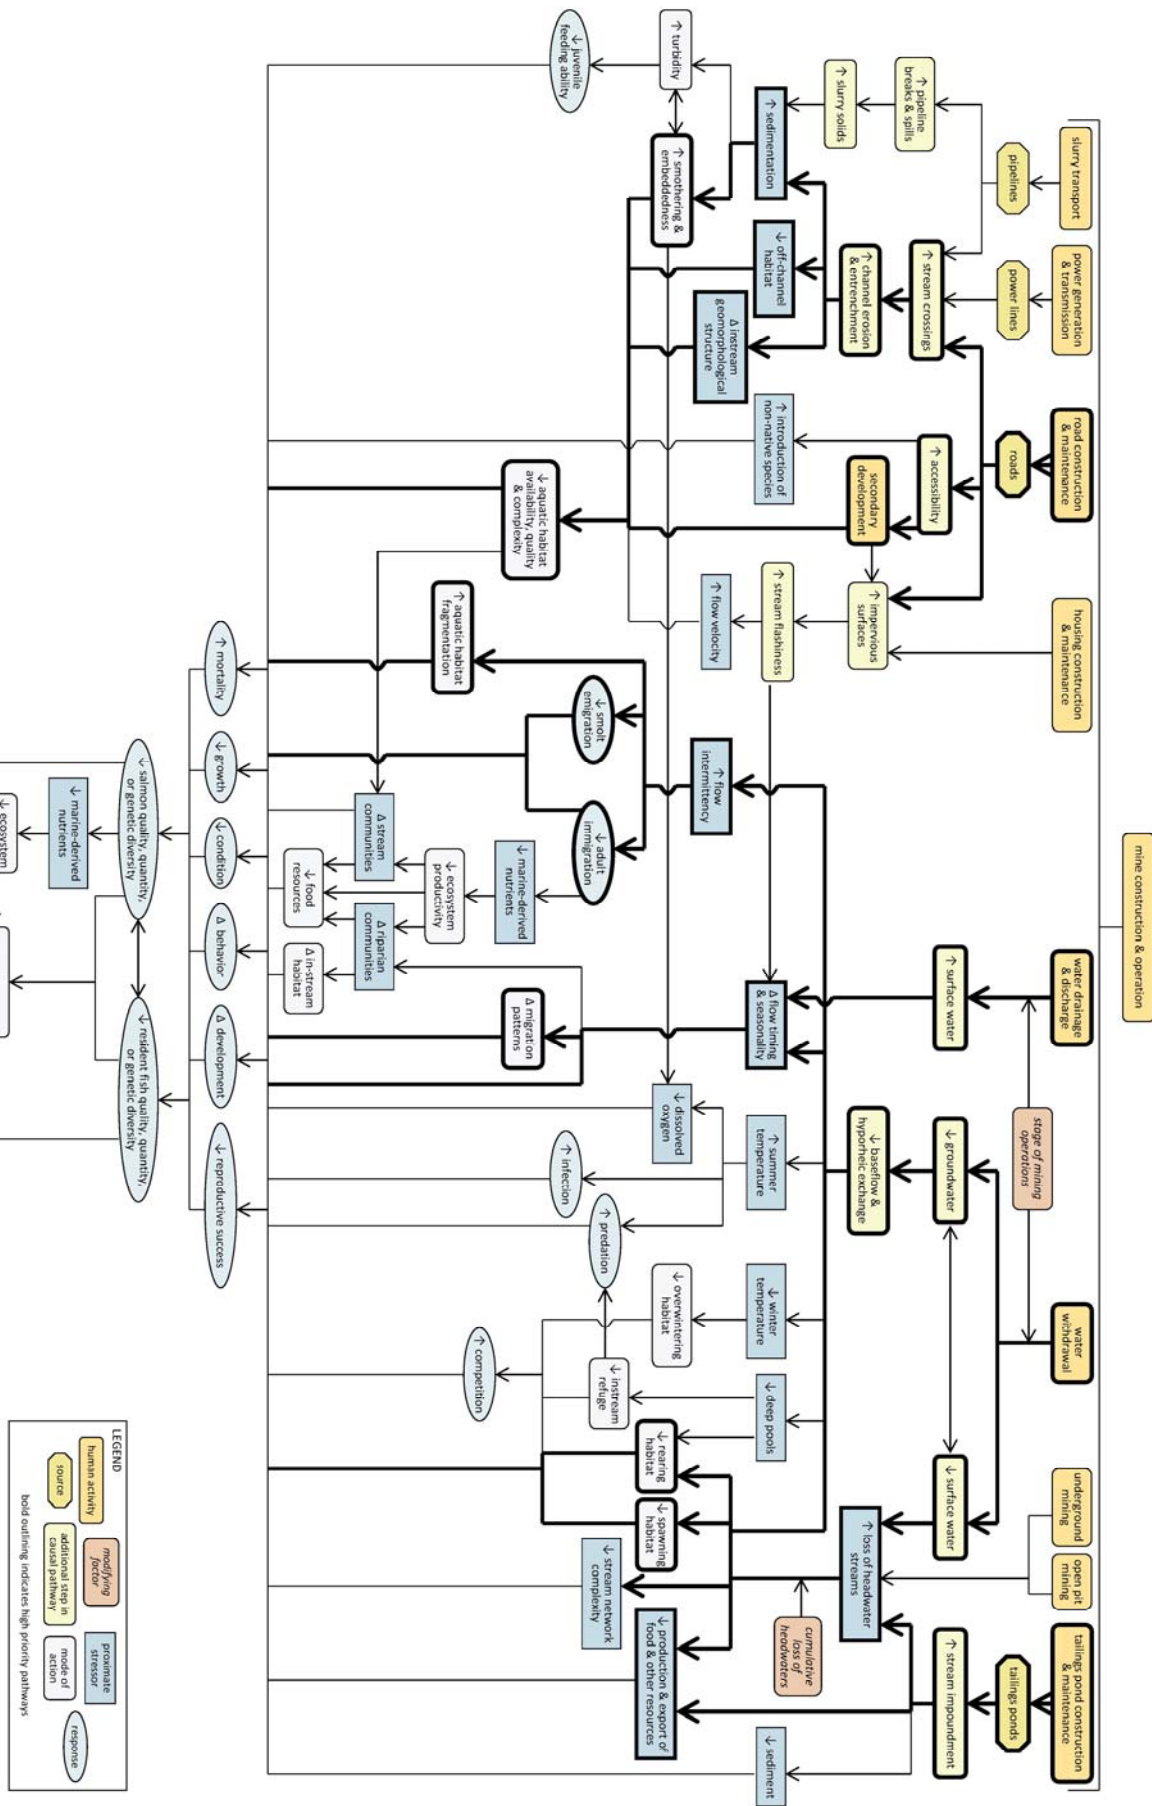 mine construction & operation
slurry transport
power generation
& transmission
road construction
& maintenance
housing construction
& maintenance
water drainage
& discharge
water
withdrawal
underground
mining
open pit
mining
tailings pond construction
& maintenance
pipelines
power lines
roads
stage of mining
operations
tailings ponds
↑ pipeline
breaks & spills
↑ stream crossings
↑ accessibility
↑ surface water
↓ groundwater
↓ surface water
↑ stream impoundment
↑ slurry solids
↑ channel erosion
& entrenchment
secondary
development
↑ impervious
surfaces
↓ baseflow &
hyporheic exchange
↑ loss of headwater
streams
↑ sedimentation
↓ off-channel
habitat
Δ instream
geomorphological
structure
↑ introduction of
non-native species
↑ stream flashiness
↑ flow velocity
↑ flow
intermittency
Δ flow timing
& seasonality
↑ summer
temperature
↓ winter
temperature
↓ deep pools
cumulative
loss of
headwaters
↓ sediment
↑ turbidity
↑ smothering &
embeddedness
↓ dissolved
oxygen
↓ overwintering
habitat
↓ rearing
habitat
↓ spawning
habitat
↓ production & export of
food & other resources
↓ juvenile
feeding ability
↓ smolt
emigration
↓ adult
immigration
↑ infection
↑ predation
↓ instream
refuge
↓ stream network
complexity
↓ aquatic habitat
availability, quality
& complexity
↑ aquatic habitat
fragmentation
↓ marine-derived
nutrients
Δ migration
patterns
↑ competition
↓ ecosystem
productivity
Δ stream
communities
Δ riparian
communities
↓ food
resources
Δ in-stream
habitat
↑ mortality
↓ growth
↓ condition
Δ behavior
Δ development
↓ reproductive success
↓ salmon quality, quantity,
or genetic diversity
↓ resident fish quality, quantity,
or genetic diversity
↓ marine-derived
nutrients
↓ ecosystem
LEGEND
human activity
modifying
factor
proximate
stressor
source
additional step in
causal pathway
mode of
action
response
bold outlining indicates high priority pathways